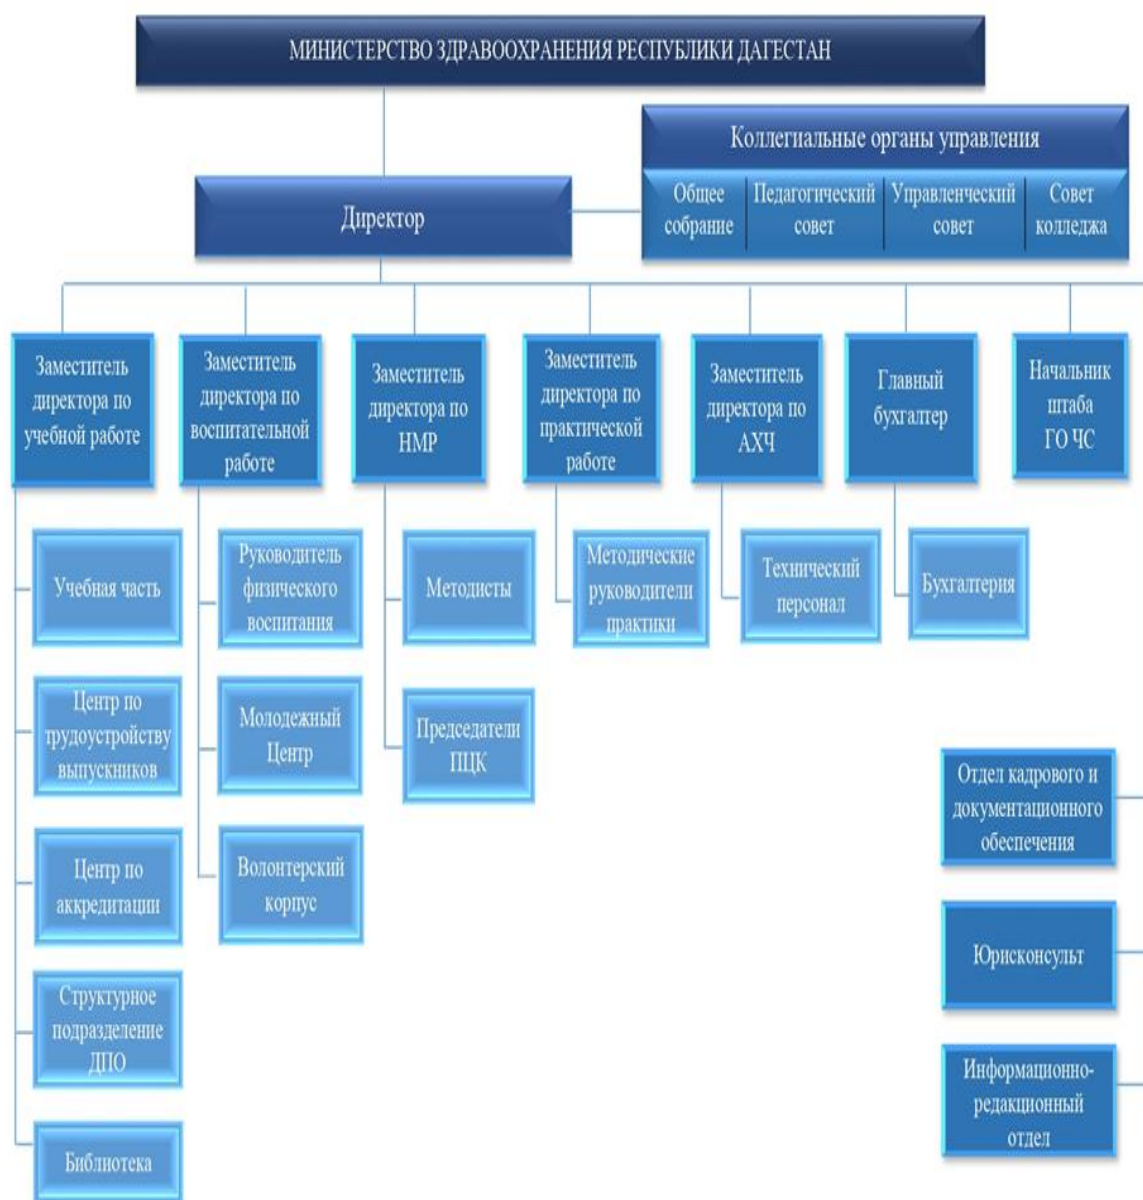 МИНИСТЕРСТВО ЗДРАВООХРАНЕНИЯ РЕСПУБЛИКИ ДАГЕСТАН
Коллегиальные органы управления
Общее
собрание
Педагогический
совет
Управленческий
совет
Совет
колледжа
Директор
Заместитель
директора по
учебной работе
Заместитель
директора по
воспитательной
работе
Заместитель
директора по
НМР
Заместитель
директора по
практической
работе
Заместитель
директора по
АХЧ
Главный
бухгалтер
Начальник
штаба
ГО ЧС
Учебная часть
Центр по
трудоустройству
выпускников
Центр по
аккредитации
Структурное
подразделение
ДПО
Библиотека
Руководитель
физического
воспитания
Молодежный
Центр
Волонтерский
корпус
Методисты
Председатели
ПЦК
Методические
руководители
практики
Технический
персонал
Бухгалтерия
Отдел кадрового и
документационного
обеспечения
Юрисконсульт
Информационно-
редакционный
отдел